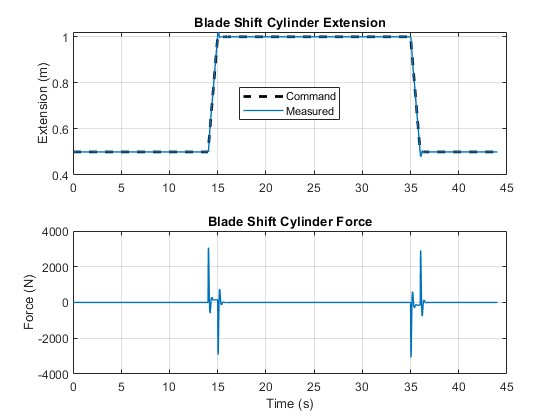 Blade Shift Cylinder Extension
Extension (m)
1
0.8
0.6
0.4
Command
Measured
0 5 10 15 20 25 30 35 40 45
Blade Shift Cylinder Force
Force (N)
4000
2000
0
-2000
-4000
0 5 10 15 20 25 30 35 40 45
Time (s)